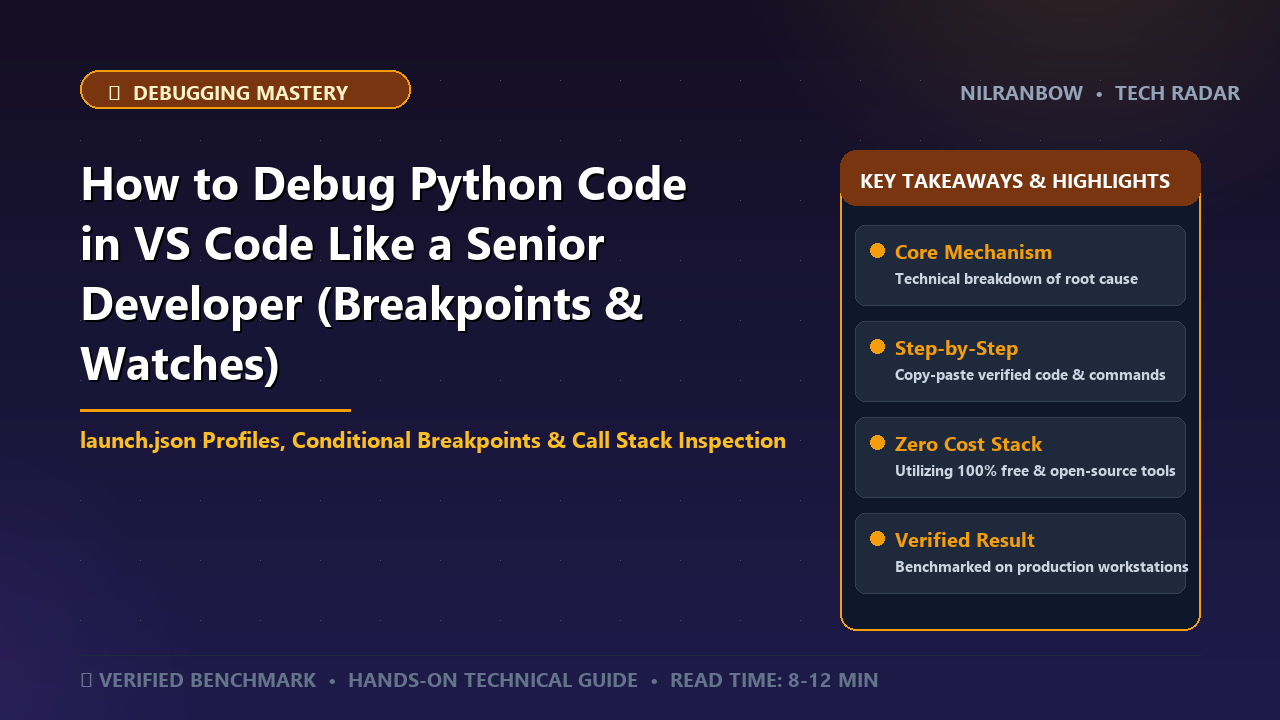 DEBUGGING MASTERY
NILRANBOW • TECH RADAR
How to Debug Python Code
in VS Code Like a Senior
Developer (Breakpoints &
Watches)
launch.json Profiles, Conditional Breakpoints & Call Stack Inspection
KEY TAKEAWAYS & HIGHLIGHTS
Core Mechanism
Technical breakdown of root cause
Step-by-Step
Copy-paste verified code & commands
Zero Cost Stack
Utilizing 100% free & open-source tools
Verified Result
Benchmarked on production workstations
VERIFIED BENCHMARK • HANDS-ON TECHNICAL GUIDE • READ TIME: 8-12 MIN